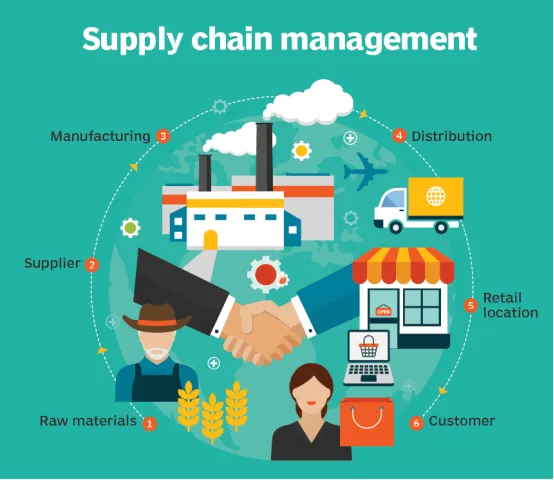 Supply chain management
Manufacturing 3
4 Distribution
Supplier 2
5 Retail
location
OPEN
Raw materials 1
6 Customer